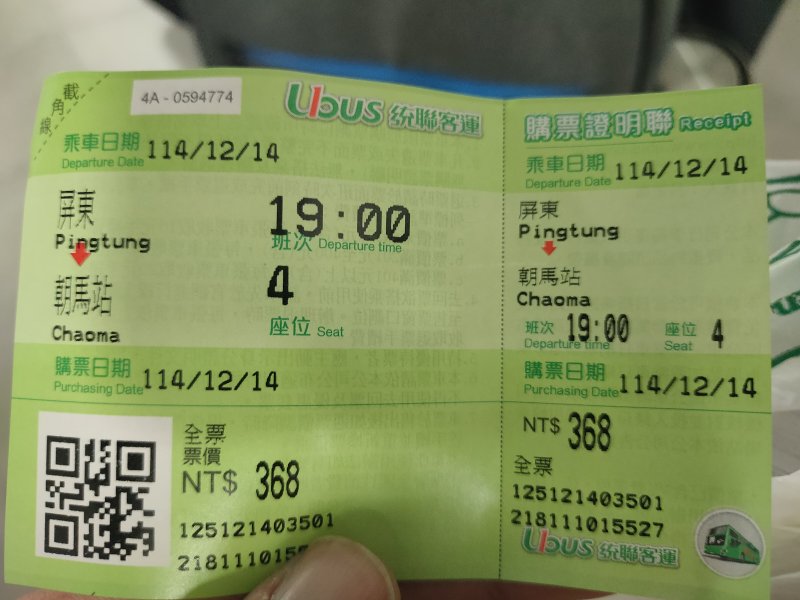 截角線
4A - 0594774
Ubus 統聯客運
乘車日期
Departure Date 114/12/14
屏東
Pingtung
19:00
班次 Departure time
朝馬站
Chaoma
4
座位 Seat
購票日期
Purchasing Date 114/12/14
全票
票價
NT$ 368
125121403501
2181110155
購票證明聯 Receipt
乘車日期
Departure Date 114/12/14
屏東
Pingtung
朝馬站
Chaoma
班次 19:00 座位 4
Departure time Seat
購票日期
Purchasing Date 114/12/14
NT$ 368
全票
125121403501
218111015527
Ubus 統聯客運